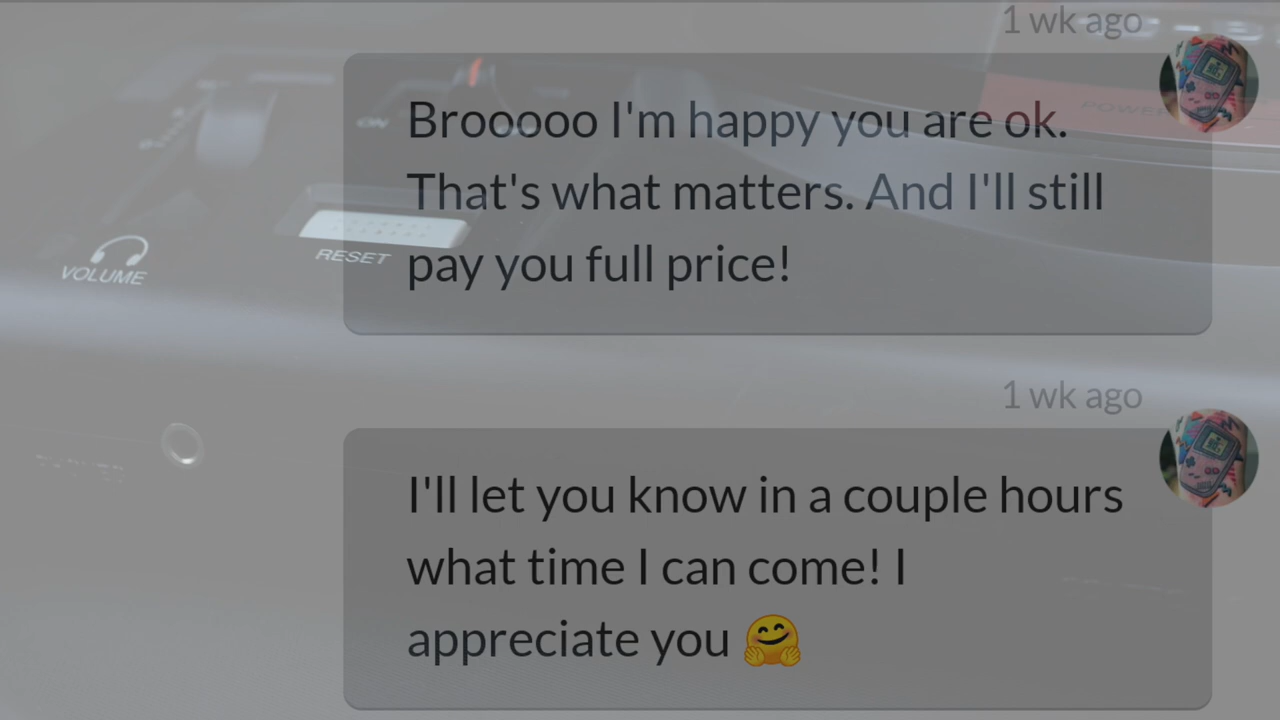 1 wk ago
Brooooo I'm happy you are ok.
That's what matters. And I'll still
pay you full price!
ON
POWER
VOLUME
RESET
1 wk ago
I'll let you know in a couple hours
what time I can come! I
appreciate you 🤗